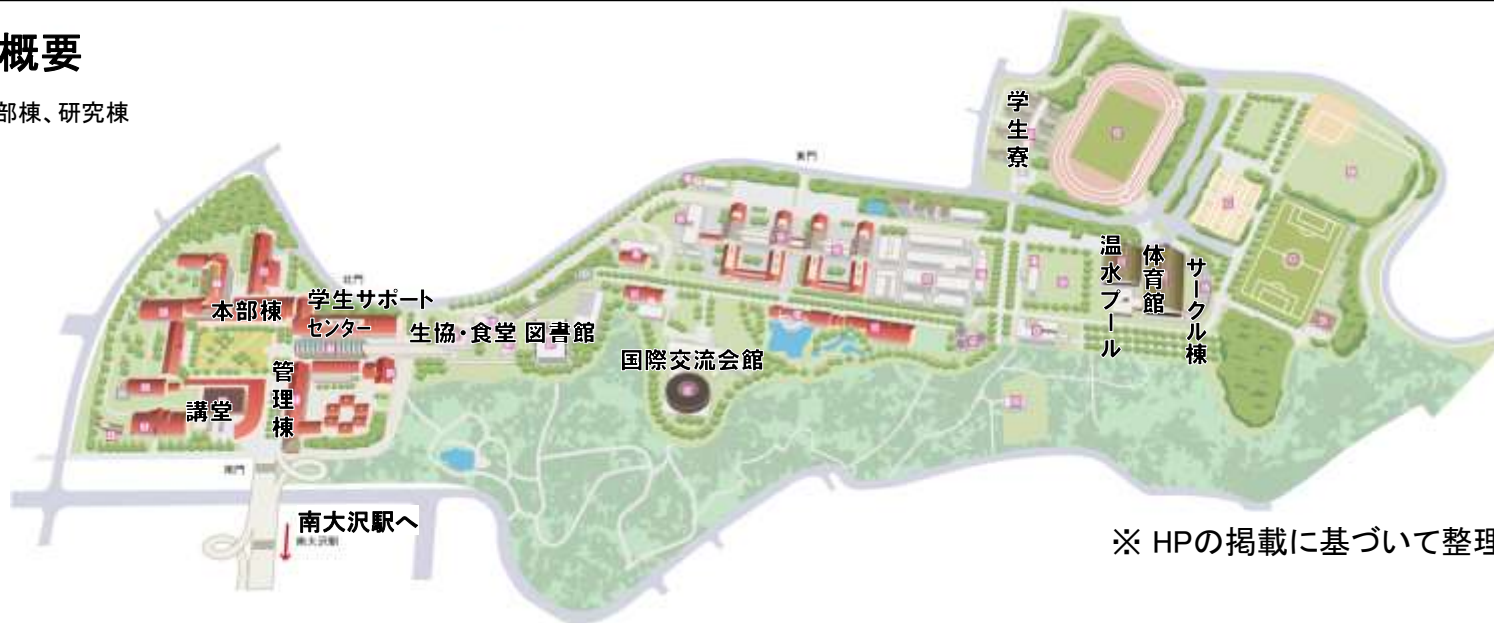 概要
部棟、研究棟
学生寮
東門
北門
温水プール
体育館
サークル棟
本部棟
学生サポート
センター
生協・食堂
図書館
国際交流会館
管理棟
講堂
南門
南大沢駅へ
南大沢駅
※ HPの掲載に基づいて整理